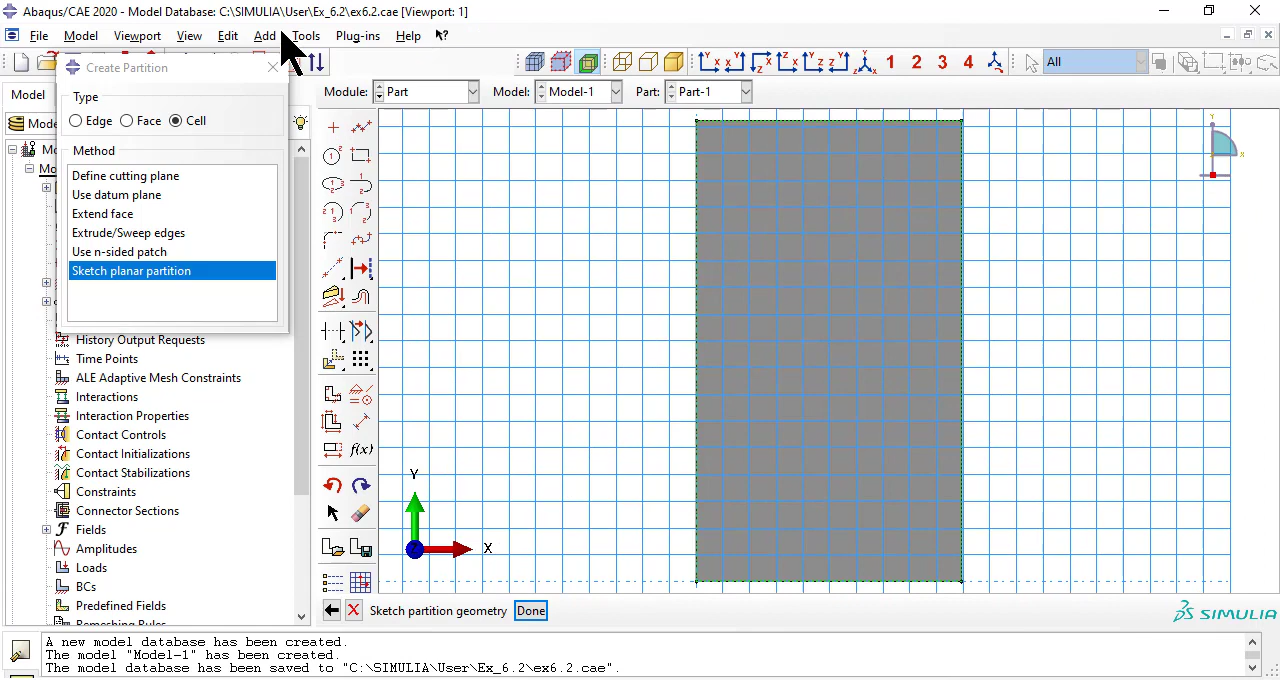 Abaqus/CAE 2020 - Model Database: C:\SIMULIA\User\Ex_6.2\ex6.2.cae [Viewport: 1]
File Model Viewport View Edit Add Tools Plug-ins Help
Create Partition
1 2 3 4
All
Model
Module: Part Model: Model-1 Part: Part-1
Type
Edge Face Cell
Method
Define cutting plane
Use datum plane
Extend face
Extrude/Sweep edges
Use n-sided patch
Sketch planar partition
History Output Requests
Time Points
ALE Adaptive Mesh Constraints
Interactions
Interaction Properties
Contact Controls
Contact Initializations
Contact Stabilizations
Constraints
Connector Sections
Fields
Amplitudes
Loads
BCs
Predefined Fields
Remeshing Rules
f(x)
Y
X
Z
Sketch partition geometry Done
SIMULIA
A new model database has been created.
The model "Model-1" has been created.
The model database has been saved to "C:\SIMULIA\User\Ex_6.2\ex6.2.cae".